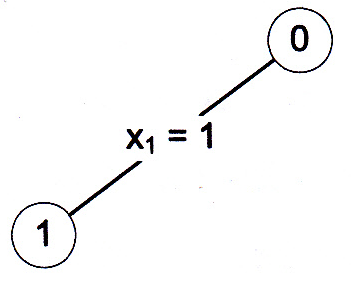 0
x₁ = 1
1